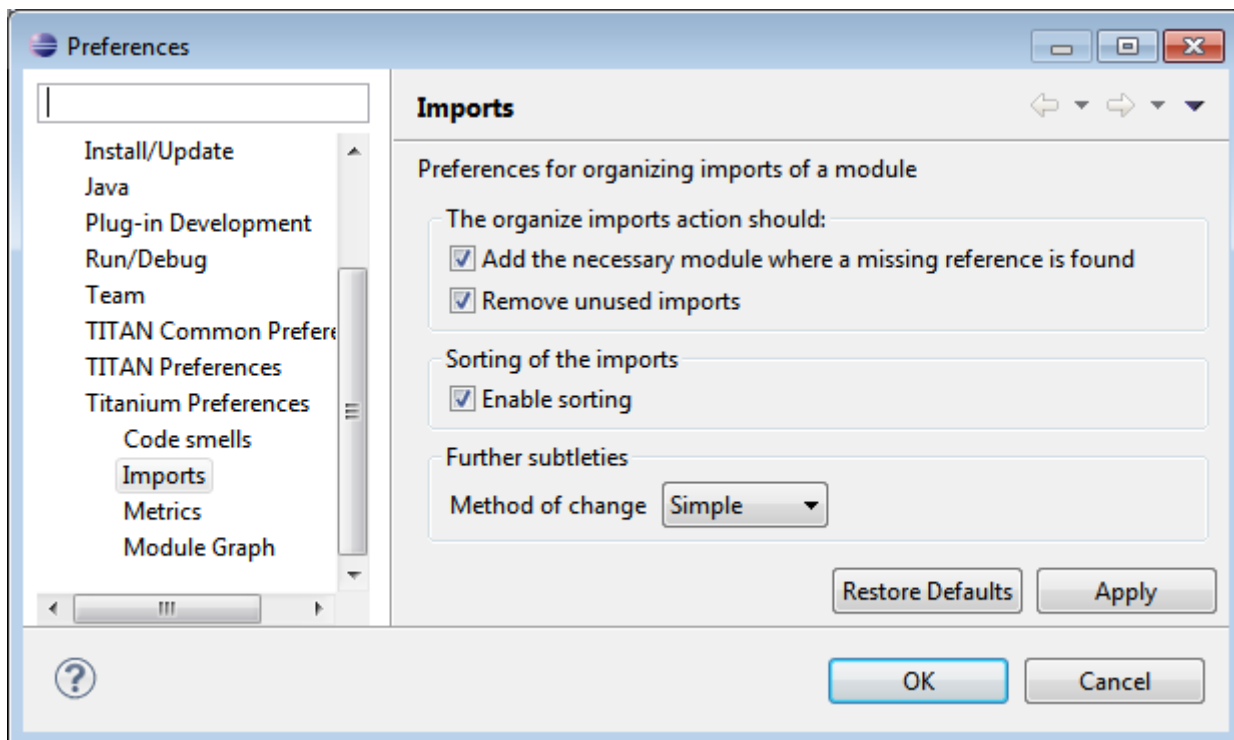 Preferences
Install/Update
Java
Plug-in Development
Run/Debug
Team
TITAN Common Prefere
TITAN Preferences
Titanium Preferences
Code smells
Imports
Metrics
Module Graph
Imports
Preferences for organizing imports of a module
The organize imports action should:
Add the necessary module where a missing reference is found
Remove unused imports
Sorting of the imports
Enable sorting
Further subtleties
Method of change Simple
Restore Defaults Apply
OK Cancel